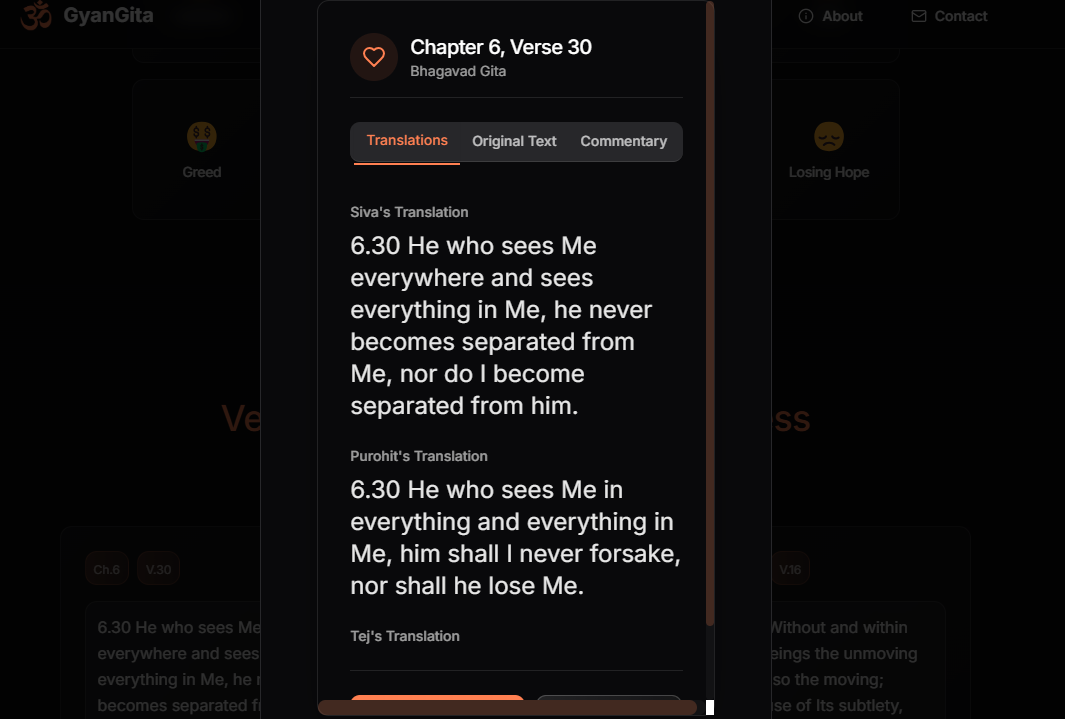 GyanGita
About
Contact
Chapter 6, Verse 30
Bhagavad Gita
Greed
Losing Hope
Translations
Original Text
Commentary
Siva's Translation
6.30 He who sees Me
everywhere and sees
everything in Me, he never
becomes separated from
Me, nor do I become
separated from him.
Purohit's Translation
6.30 He who sees Me in
everything and everything in
Me, him shall I never forsake,
nor shall he lose Me.
Tej's Translation
Ve
ss
Ch.6
V.30
6.30 He who sees Me
everywhere and sees
everything in Me, he n
becomes separated f
V.16
Without and within
eings the unmoving
so the moving;
se of Its subtlety,